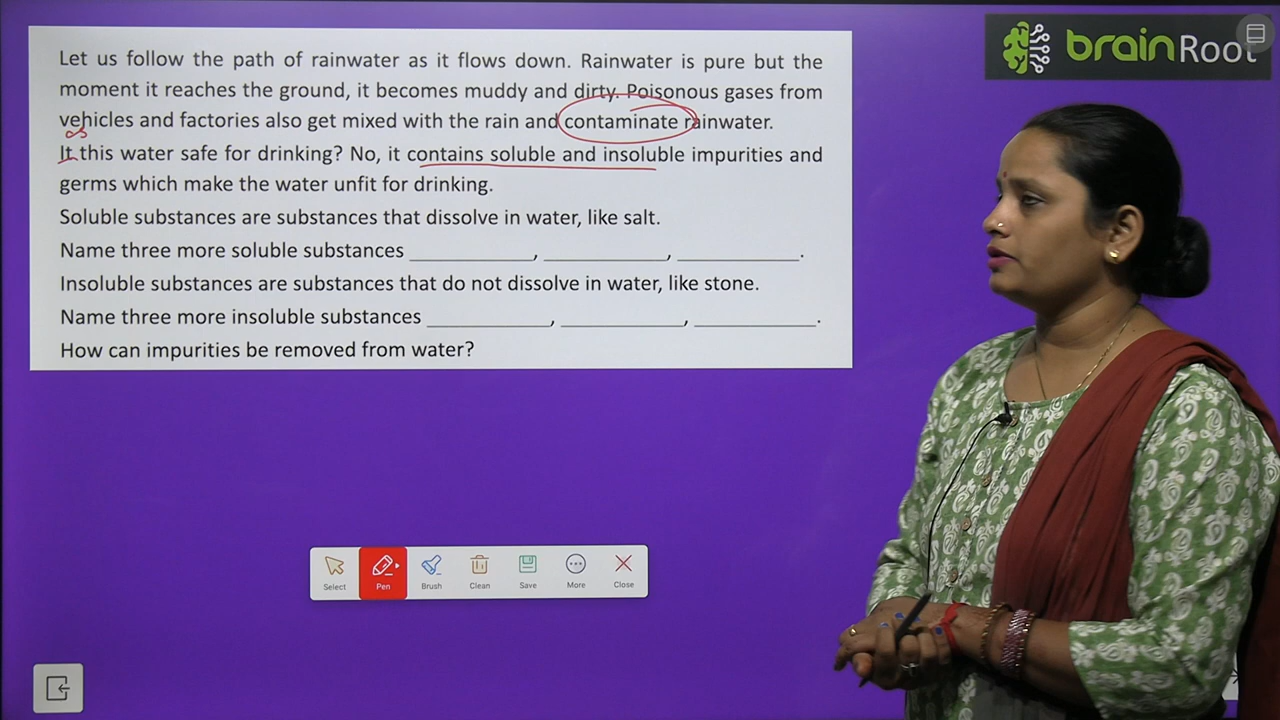 Let us follow the path of rainwater as it flows down. Rainwater is pure but the
moment it reaches the ground, it becomes muddy and dirty. Poisonous gases from
vehicles and factories also get mixed with the rain and contaminate rainwater.
It this water safe for drinking? No, it contains soluble and insoluble impurities and
germs which make the water unfit for drinking.
Soluble substances are substances that dissolve in water, like salt.
Name three more soluble substances ____________, ____________, ____________.
Insoluble substances are substances that do not dissolve in water, like stone.
Name three more insoluble substances ____________, ____________, ____________.
How can impurities be removed from water?
brainRoot
Select Pen Brush Clean Save More Close